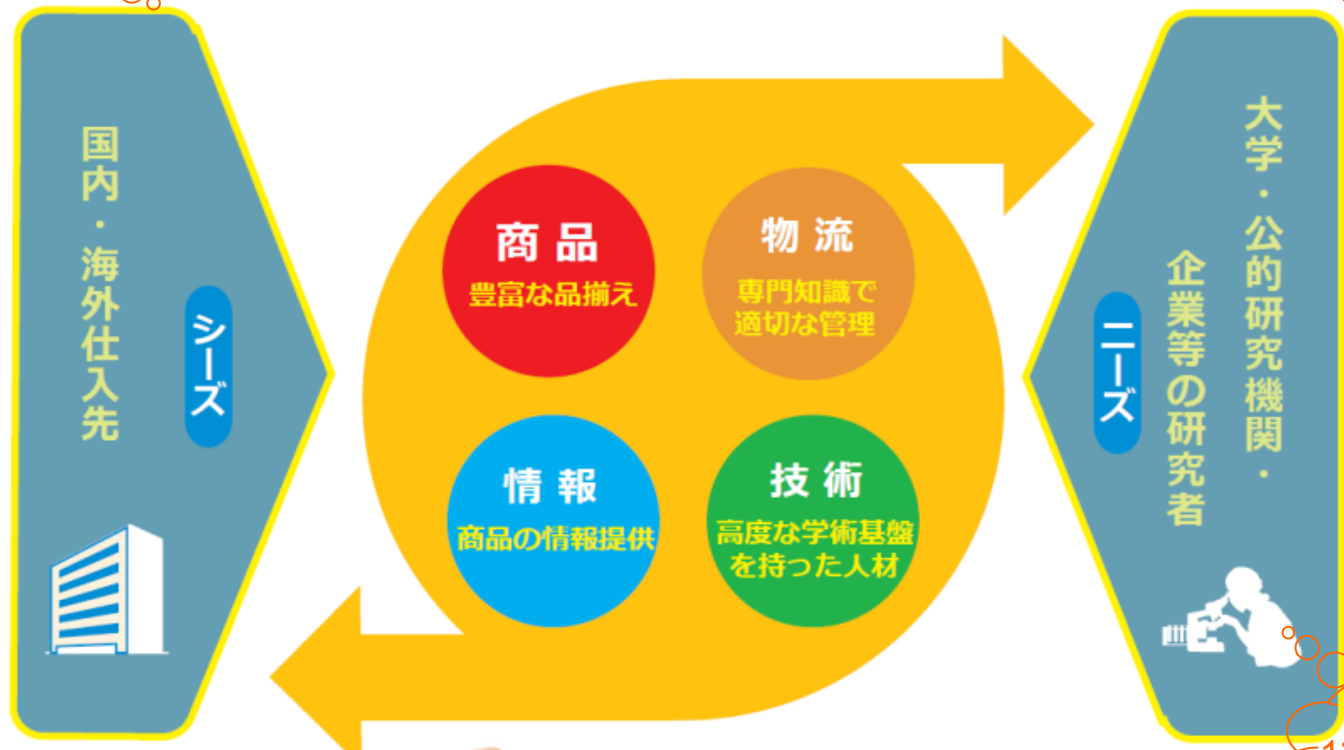 国内・海外仕入先
シーズ
商品
豊富な品揃え
物流
専門知識で
適切な管理
情報
商品の情報提供
技術
高度な学術基盤
を持った人材
ニーズ
大学・公的研究機関・
企業等の研究者